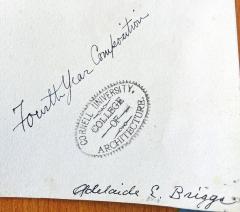 Fourth Year Composition
CORNELL UNIVERSITY.
COLLEGE
OF
ARCHITECTURE.
Adelaide E. Briggs.